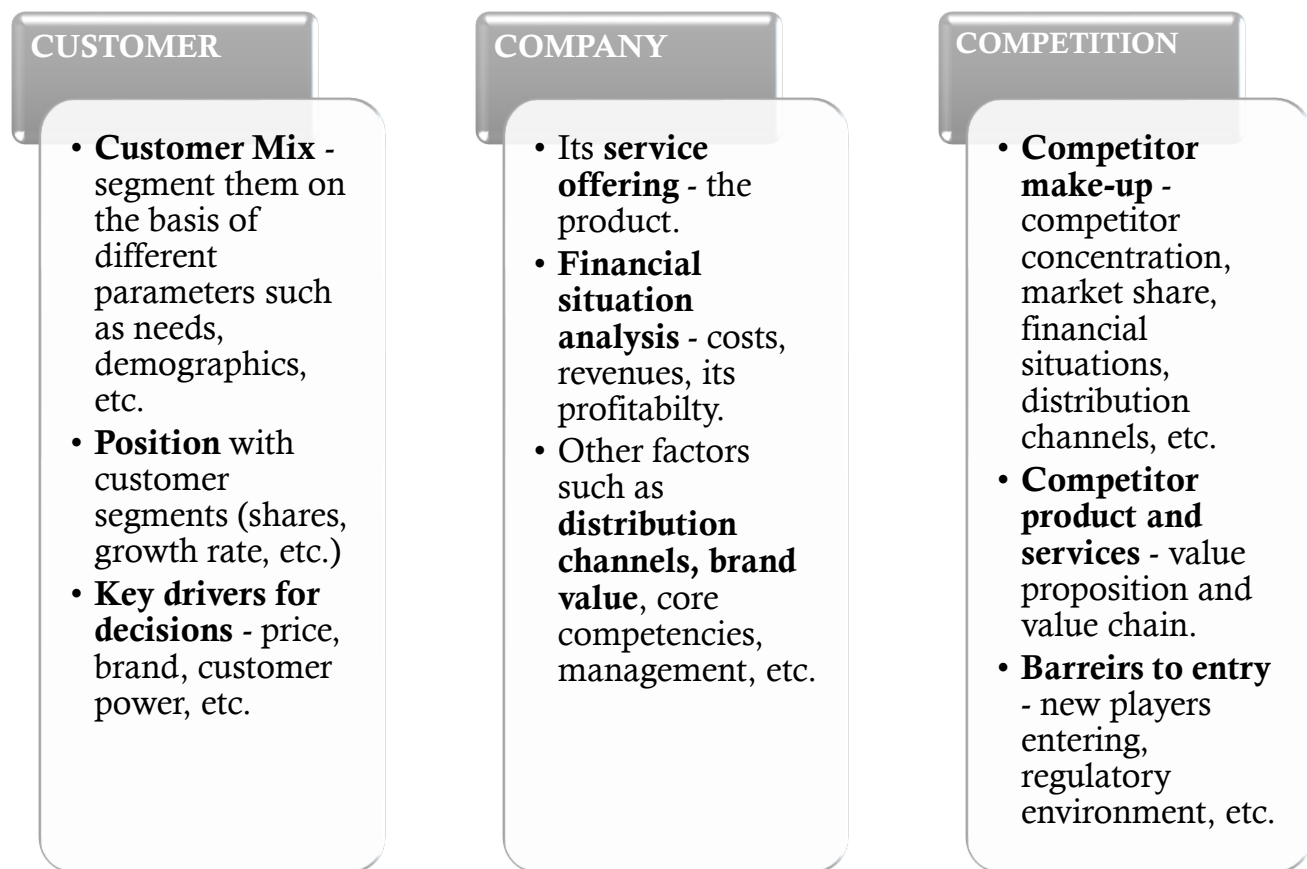 CUSTOMER
• Customer Mix -
segment them on
the basis of
different
parameters such
as needs,
demographics,
etc.
• Position with
customer
segments (shares,
growth rate, etc.)
• Key drivers for
decisions - price,
brand, customer
power, etc.
COMPANY
• Its service
offering - the
product.
• Financial
situation
analysis - costs,
revenues, its
profitabilty.
• Other factors
such as
distribution
channels, brand
value, core
competencies,
management, etc.
COMPETITION
• Competitor
make-up -
competitor
concentration,
market share,
financial
situations,
distribution
channels, etc.
• Competitor
product and
services - value
proposition and
value chain.
• Barreirs to entry
- new players
entering,
regulatory
environment, etc.